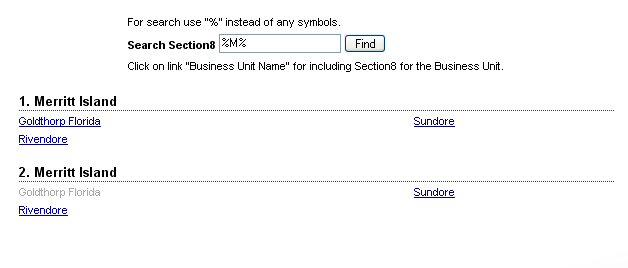 For search use "%" instead of any symbols.
Search Section8 %M% Find
Click on link "Business Unit Name" for including Section8 for the Business Unit.
1. Merritt Island
Goldthorp Florida Sundore
Rivendore
2. Merritt Island
Goldthorp Florida Sundore
Rivendore